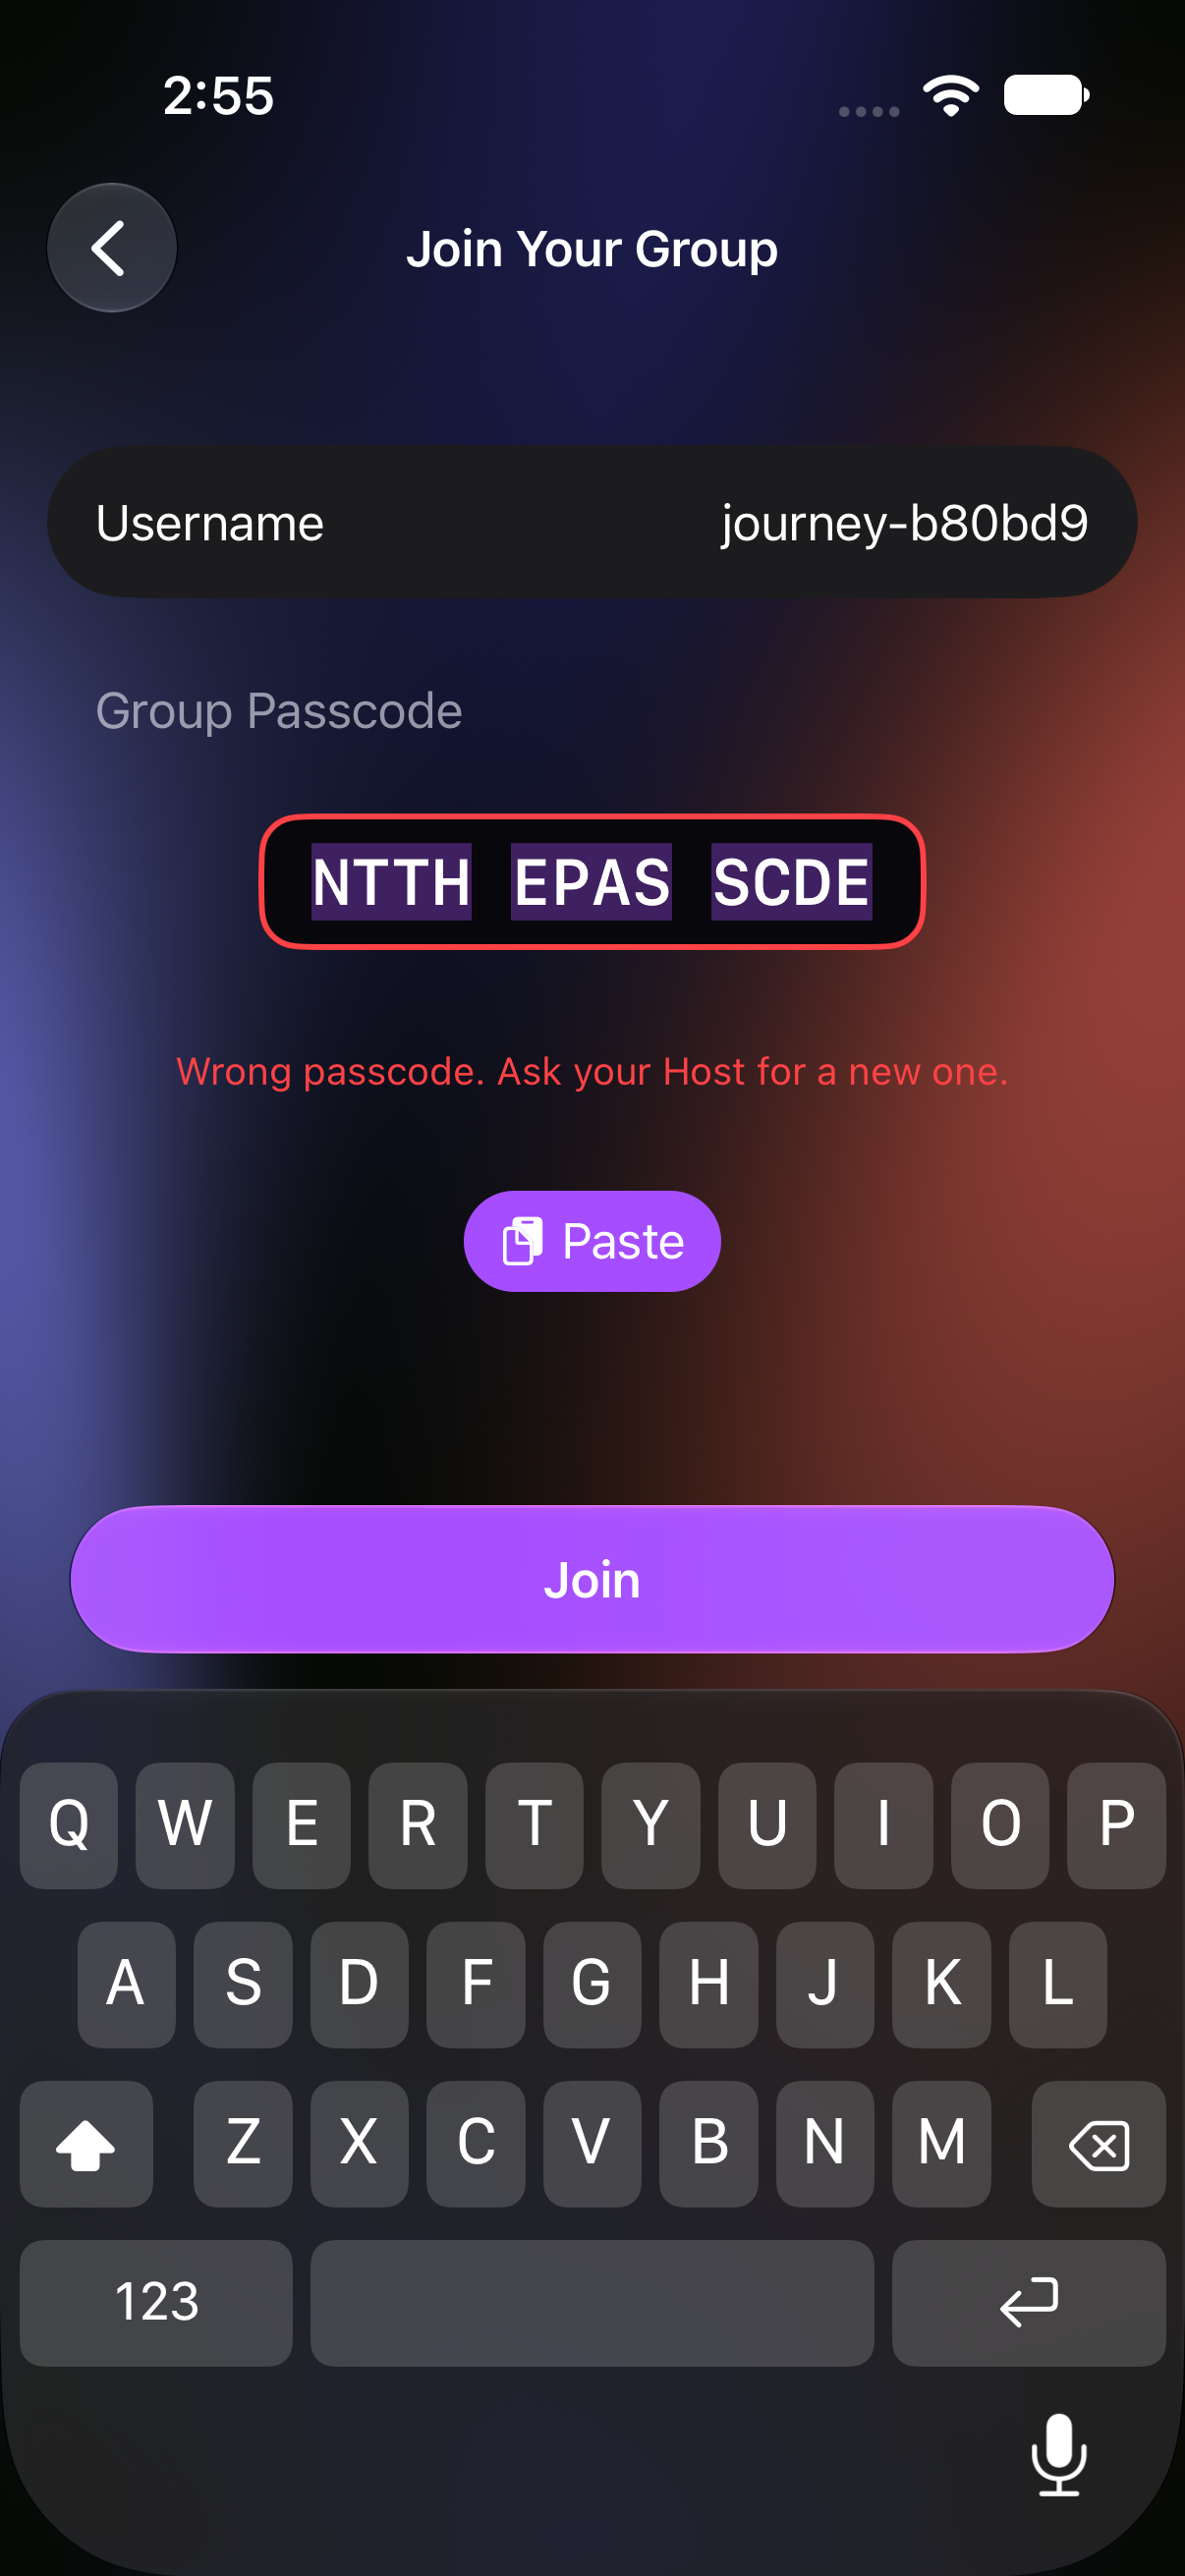 2:55
Join Your Group
Username journey-b80bd9
Group Passcode
NTTH EPAS SCDE
Wrong passcode. Ask your Host for a new one.
Paste
Join
Q W E R T Y U I O P
A S D F G H J K L
Z X C V B N M
123